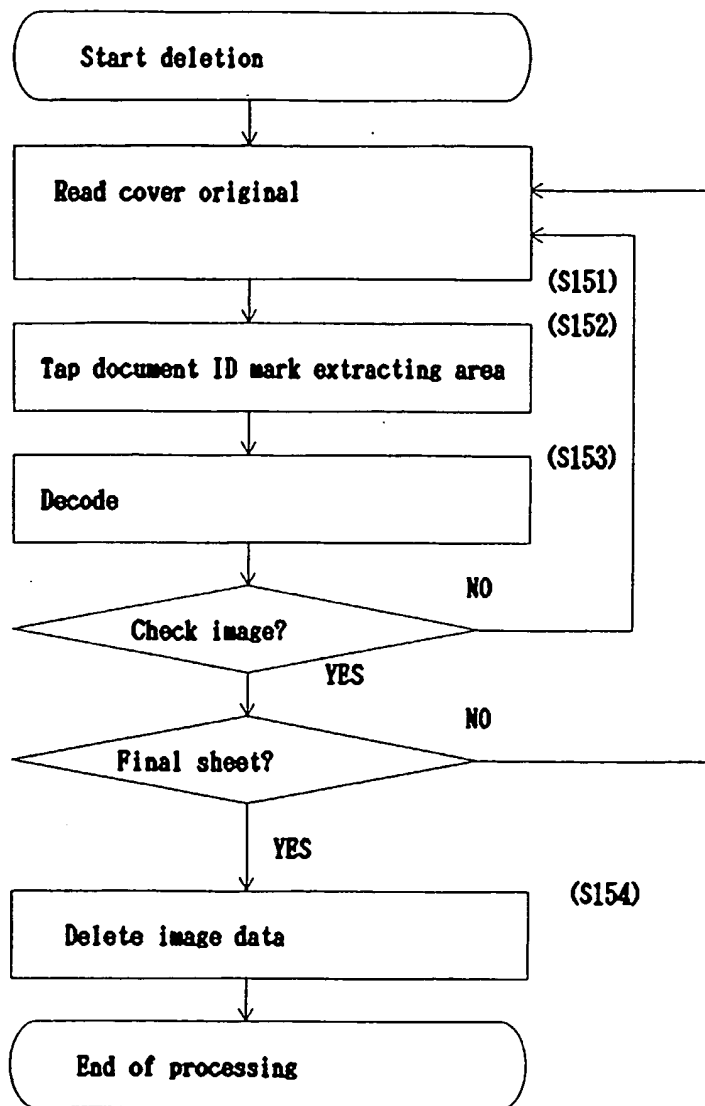 Start deletion
Read cover original
(S151)
(S152)
Tap document ID mark extracting area
(S153)
Decode
NO
Check image?
YES
NO
Final sheet?
YES
(S154)
Delete image data
End of processing